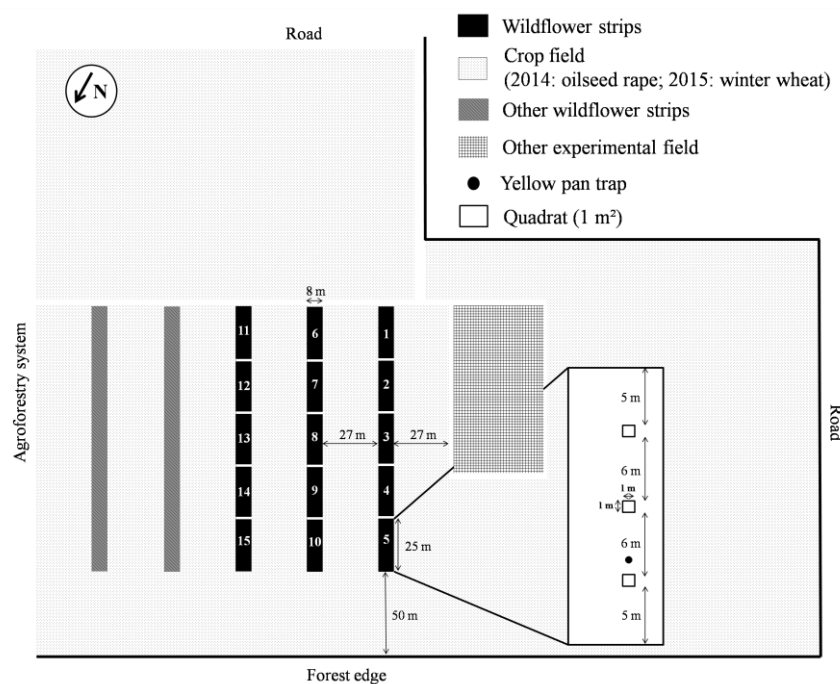 Road
N
Wildflower strips
Crop field
(2014: oilseed rape; 2015: winter wheat)
Other wildflower strips
Other experimental field
Yellow pan trap
Quadrat (1 m²)
8 m
11 6 1
12 7 2
13 8 3
27 m 27 m
14 9 4
15 10 5
25 m
50 m
5 m
6 m
1 m
1 m
6 m
5 m
Agroforestry system
Road
Forest edge